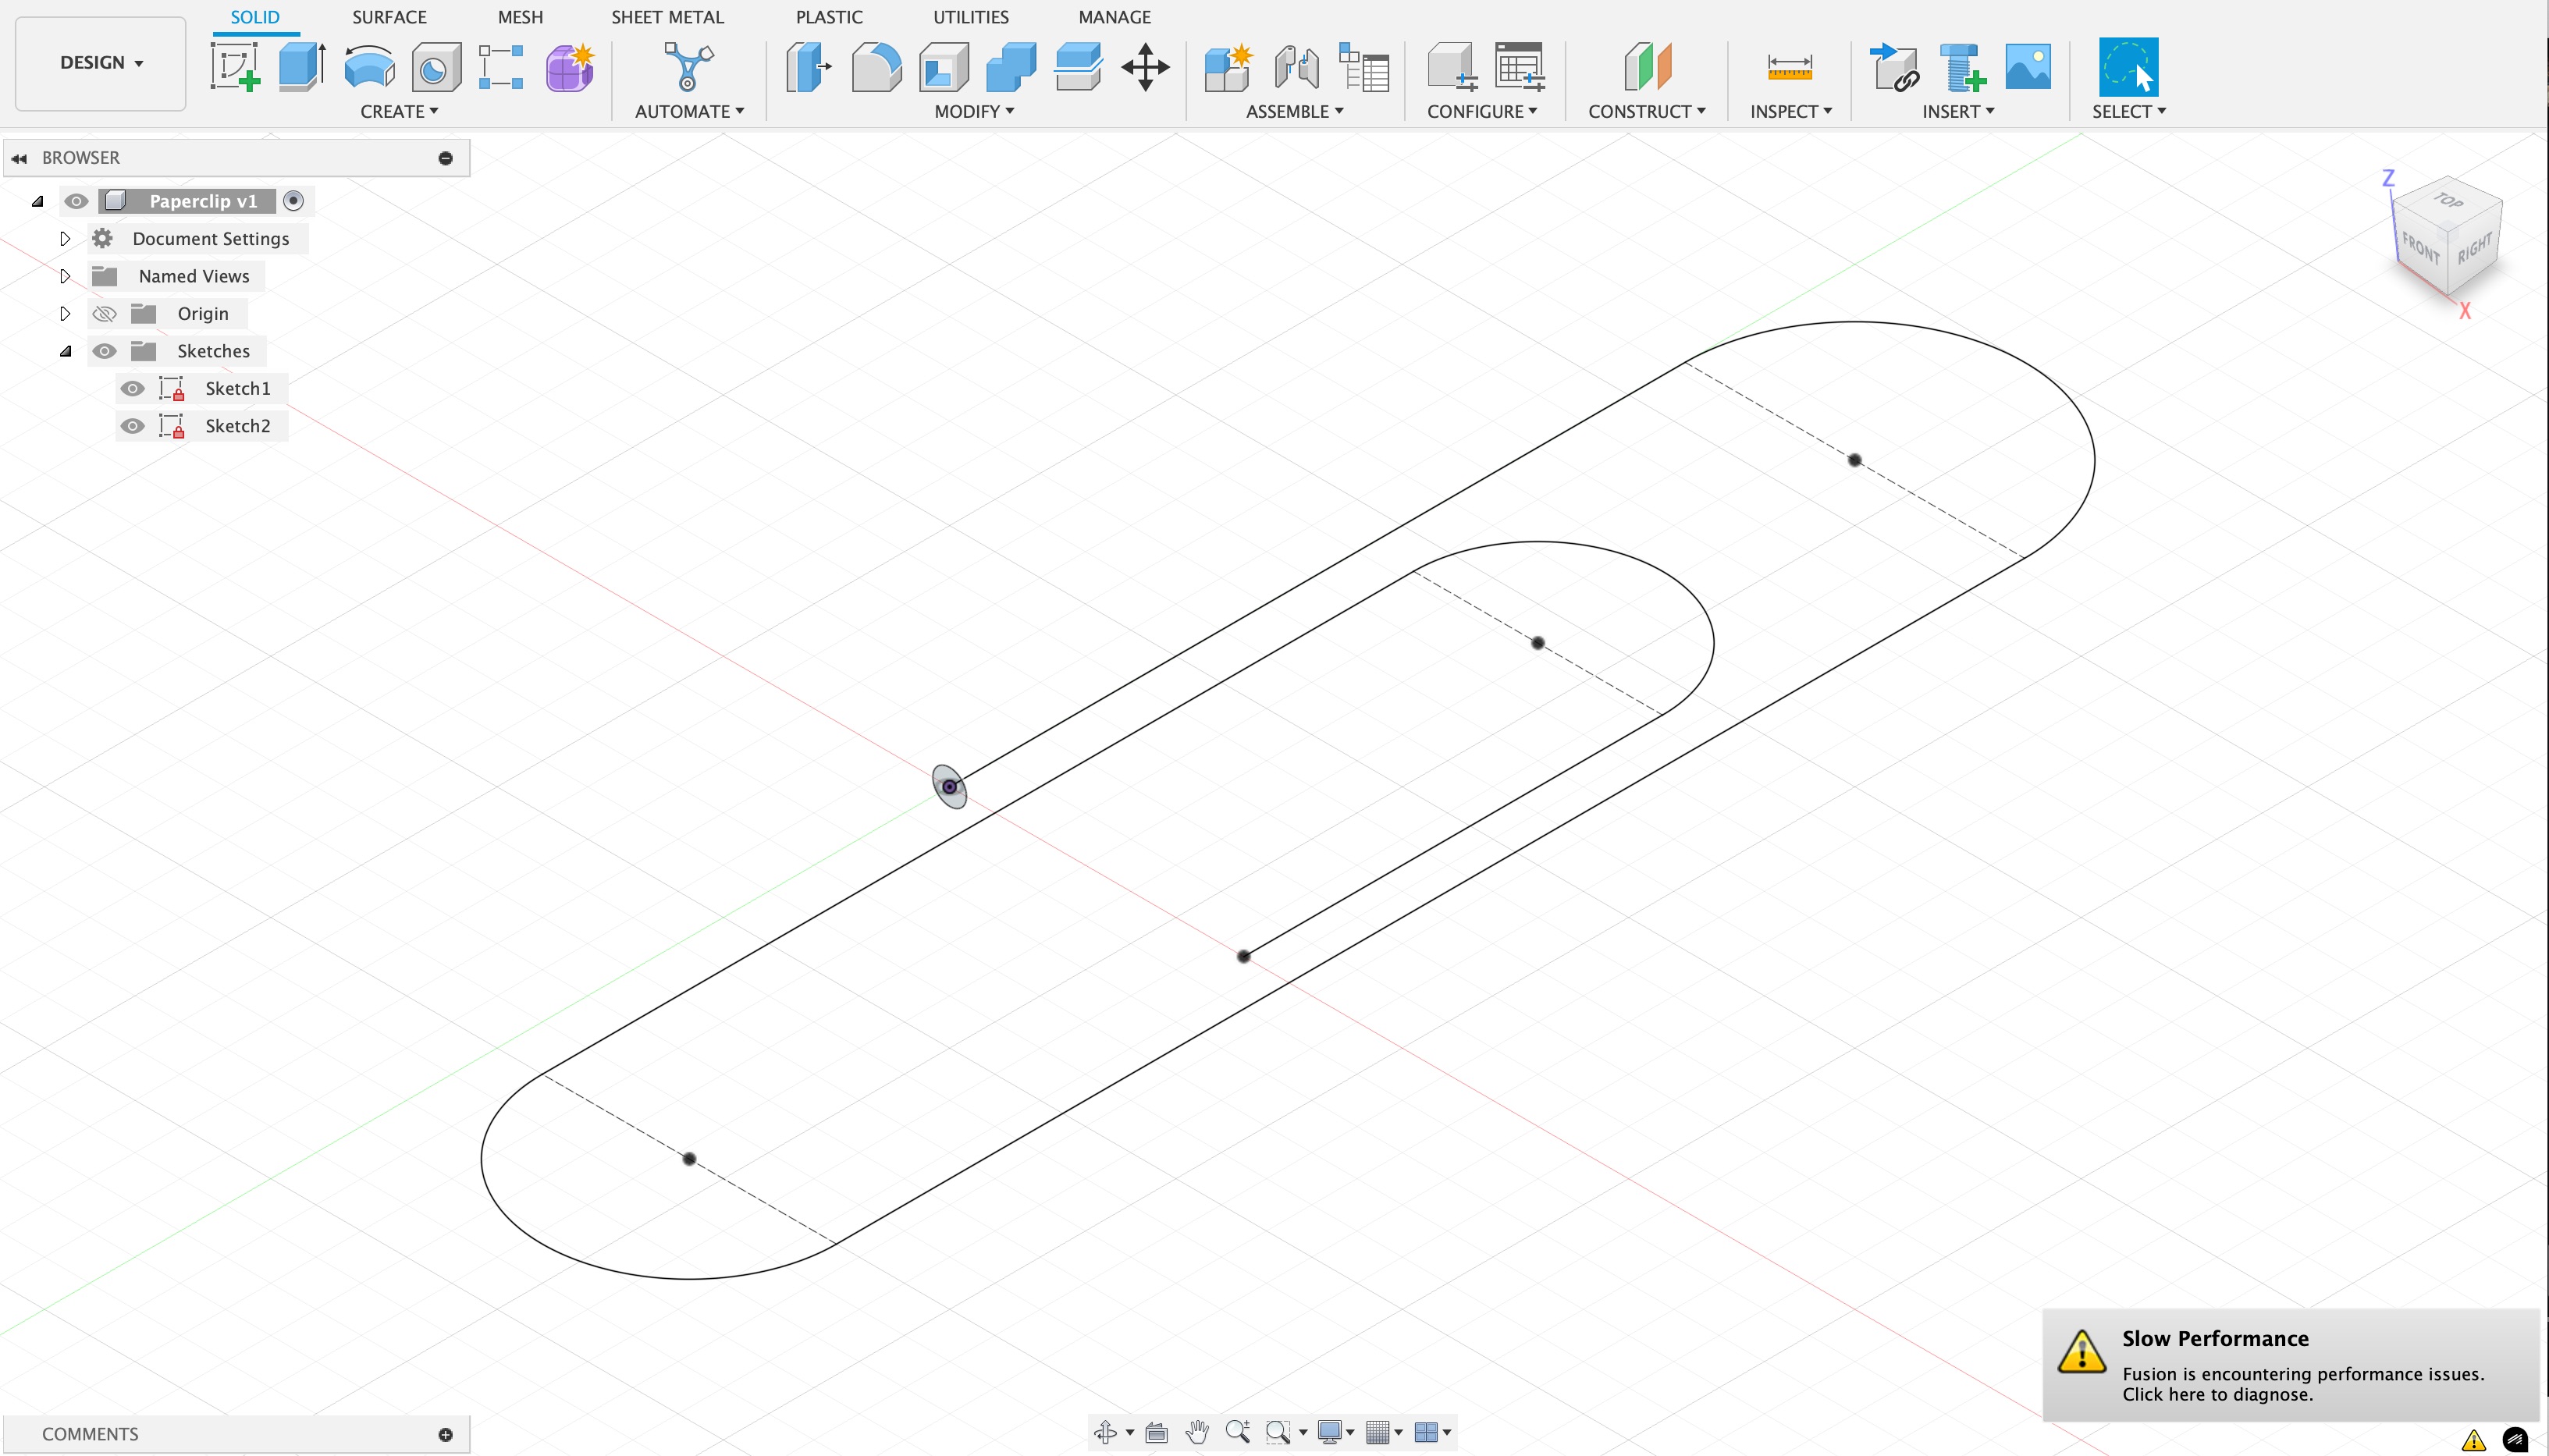 SOLID SURFACE MESH SHEET METAL PLASTIC UTILITIES MANAGE
DESIGN
CREATE AUTOMATE MODIFY ASSEMBLE CONFIGURE CONSTRUCT INSPECT INSERT SELECT
BROWSER
Paperclip v1
Document Settings
Named Views
Origin
Sketches
Sketch1
Sketch2
Z
TOP
FRONT RIGHT
X
Slow Performance
Fusion is encountering performance issues.
Click here to diagnose.
COMMENTS